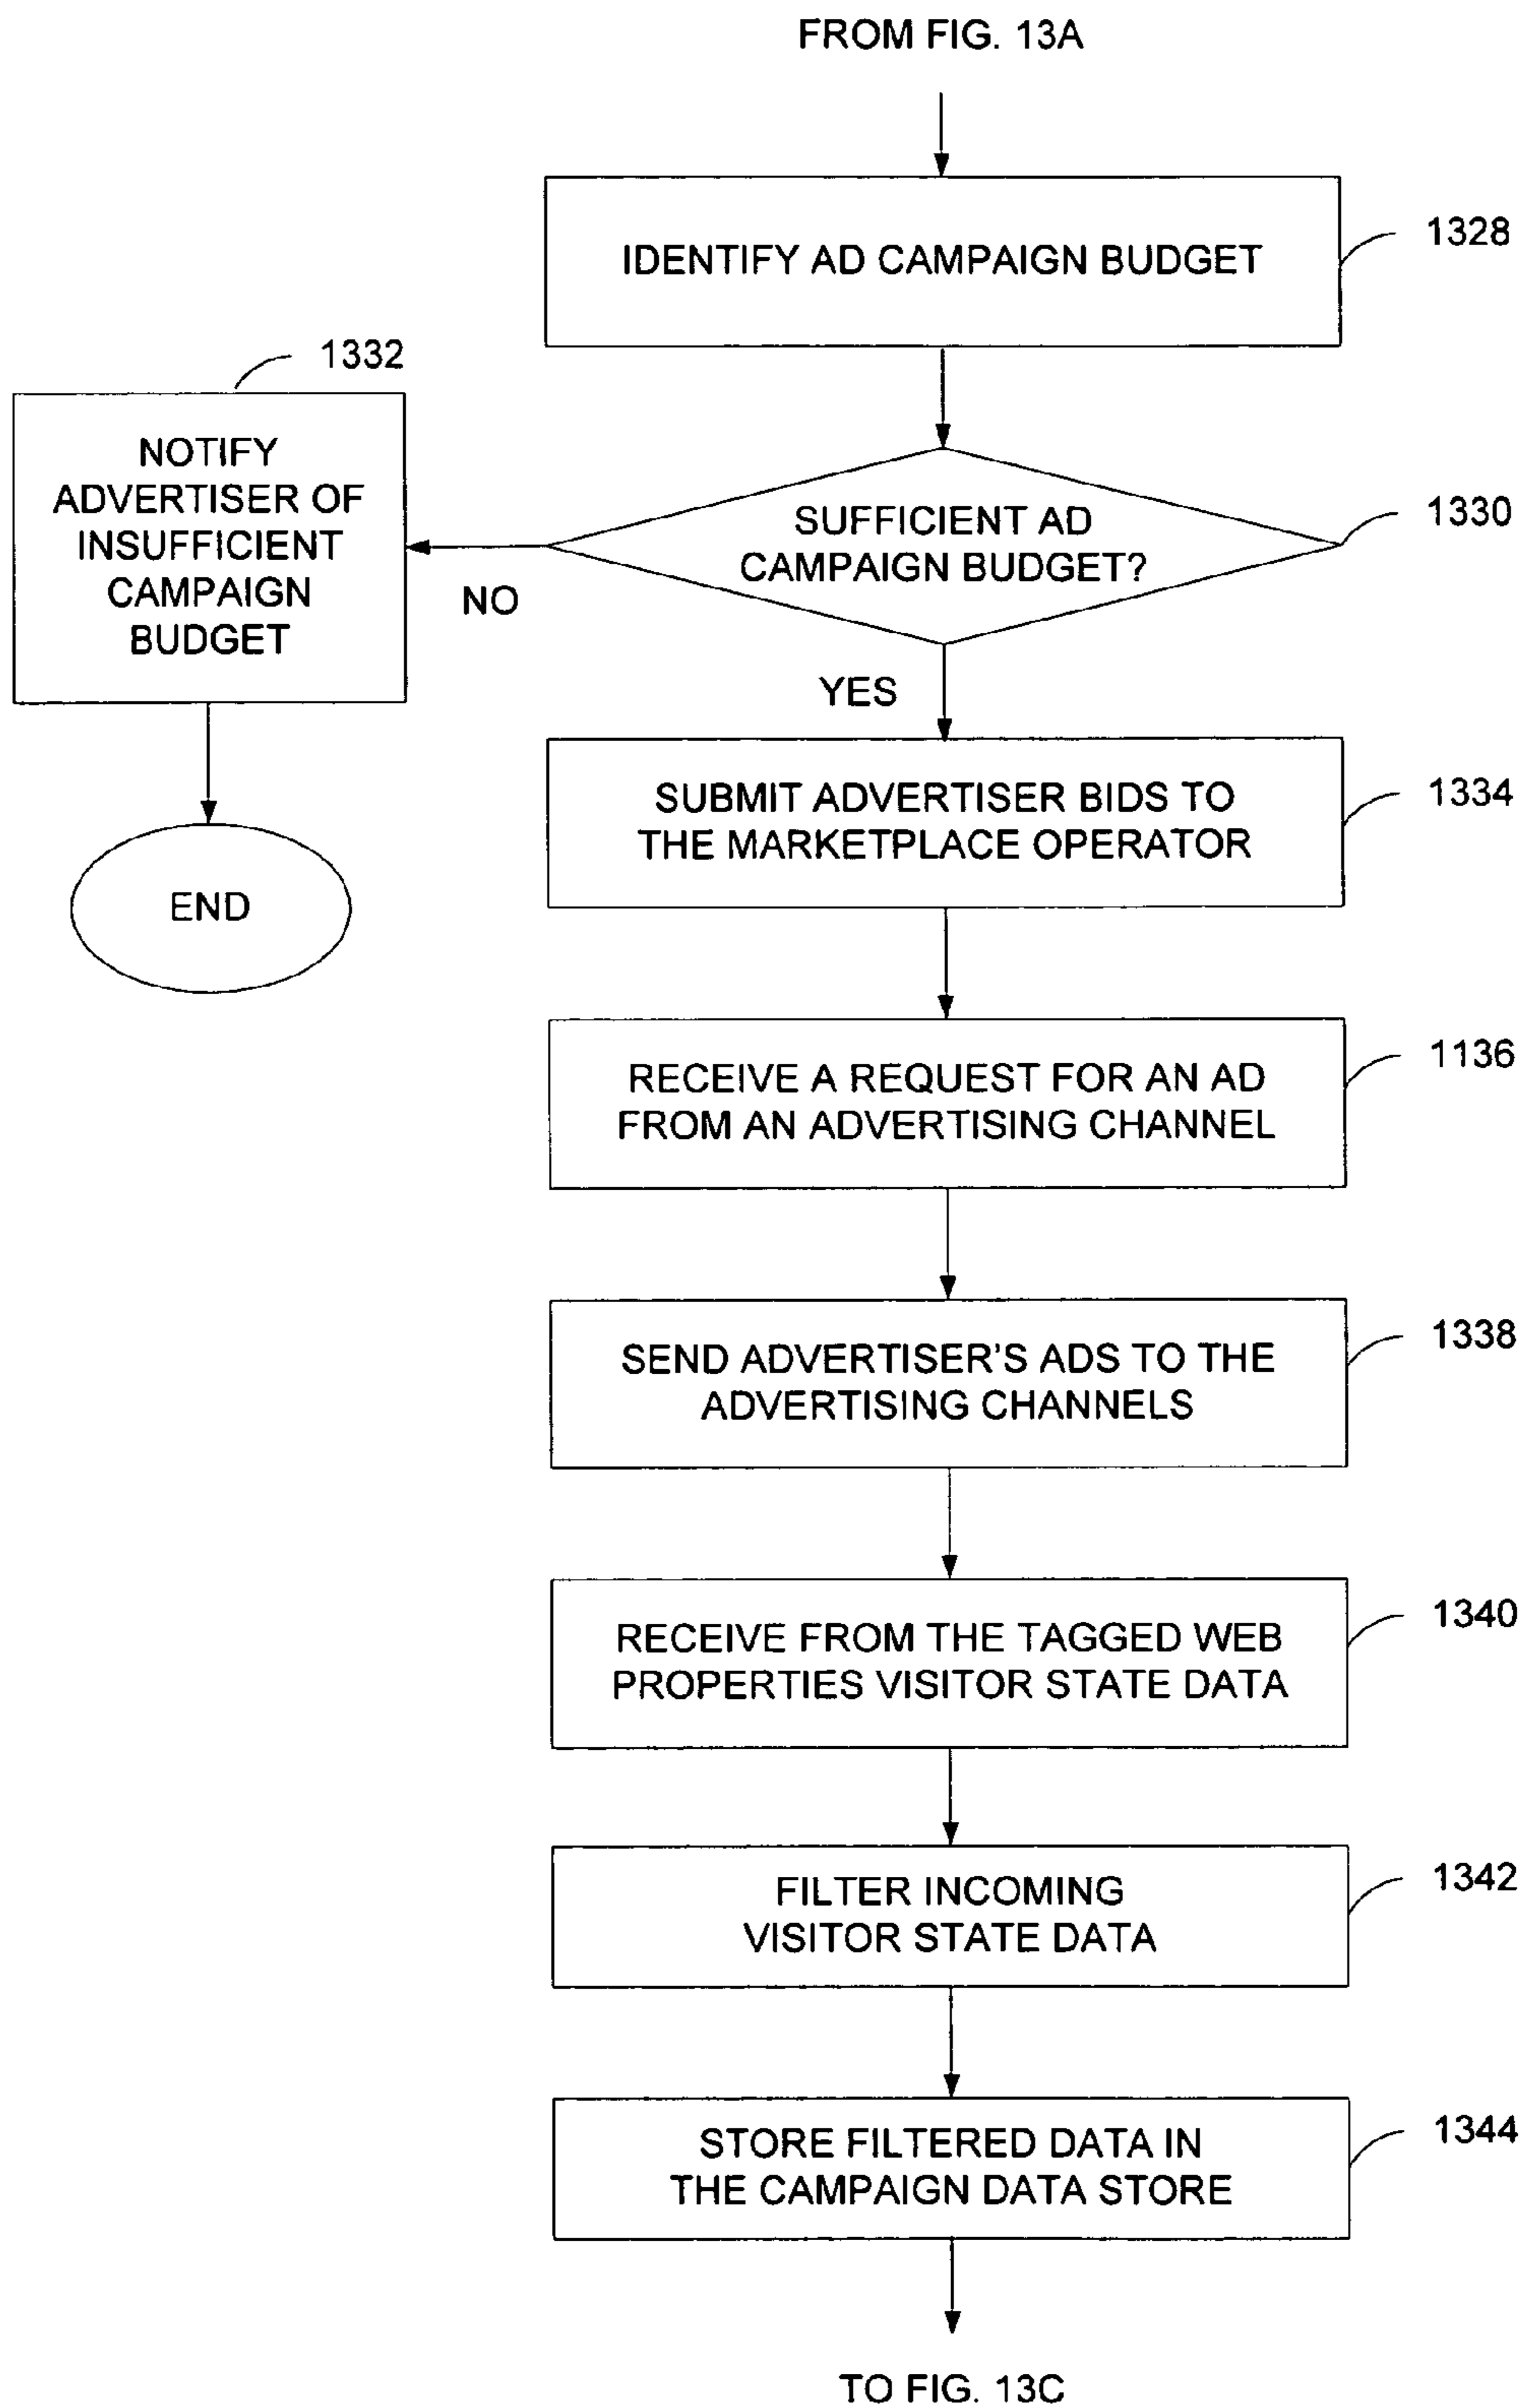 FROM FIG. 13A
IDENTIFY AD CAMPAIGN BUDGET
1328
1332
NOTIFY
ADVERTISER OF
INSUFFICIENT
CAMPAIGN
BUDGET
SUFFICIENT AD
CAMPAIGN BUDGET?
1330
NO
YES
END
SUBMIT ADVERTISER BIDS TO
THE MARKETPLACE OPERATOR
1334
RECEIVE A REQUEST FOR AN AD
FROM AN ADVERTISING CHANNEL
1136
SEND ADVERTISER'S ADS TO THE
ADVERTISING CHANNELS
1338
RECEIVE FROM THE TAGGED WEB
PROPERTIES VISITOR STATE DATA
1340
FILTER INCOMING
VISITOR STATE DATA
1342
STORE FILTERED DATA IN
THE CAMPAIGN DATA STORE
1344
TO FIG. 13C